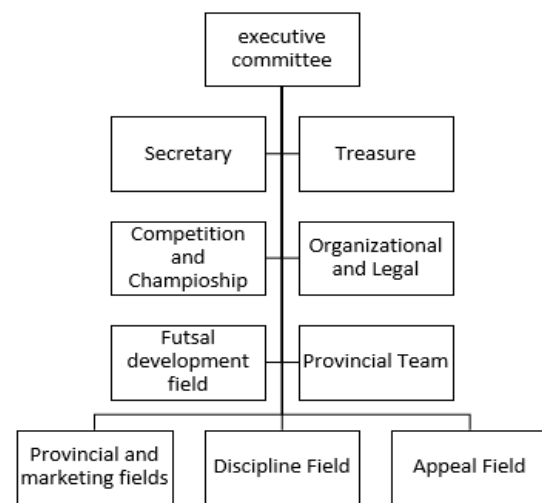 executive
committee
Secretary
Treasure
Competition
and
Champioship
Organizational
and Legal
Futsal
development
field
Provincial Team
Provincial and
marketing fields
Discipline Field
Appeal Field